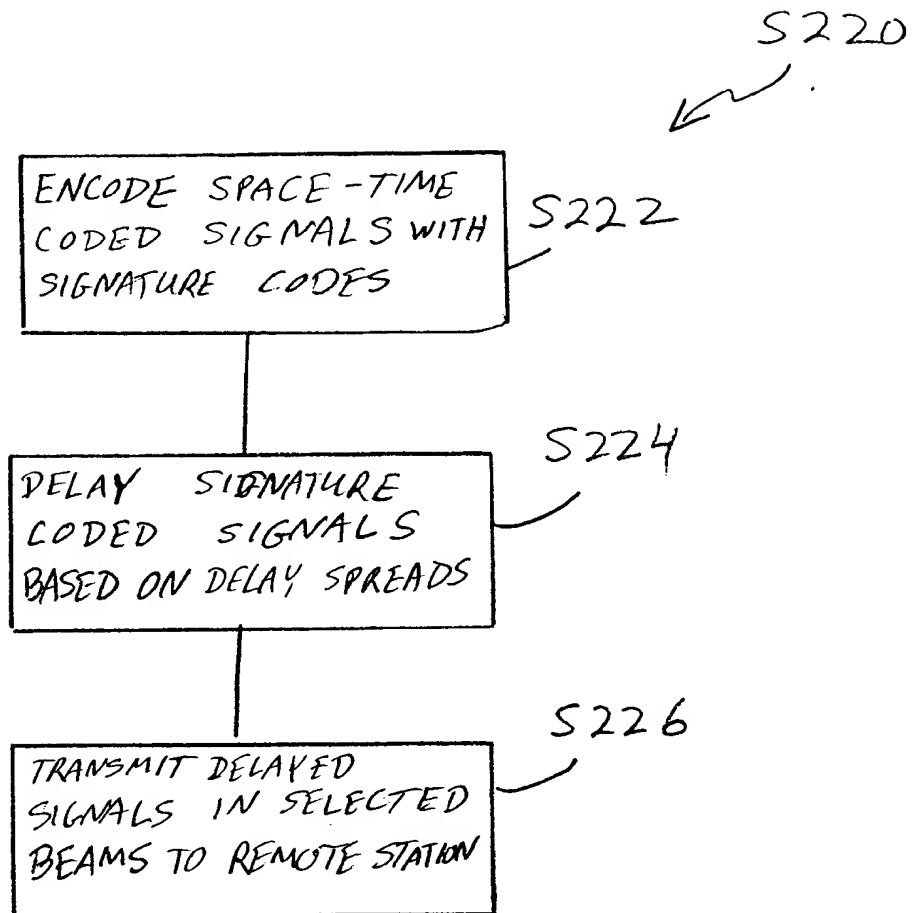 S220
ENCODE SPACE-TIME
CODED SIGNALS WITH
SIGNATURE CODES
S222
DELAY SIGNATURE
CODED SIGNALS
BASED ON DELAY SPREADS
S224
TRANSMIT DELAYED
SIGNALS IN SELECTED
BEAMS TO REMOTE STATION
S226